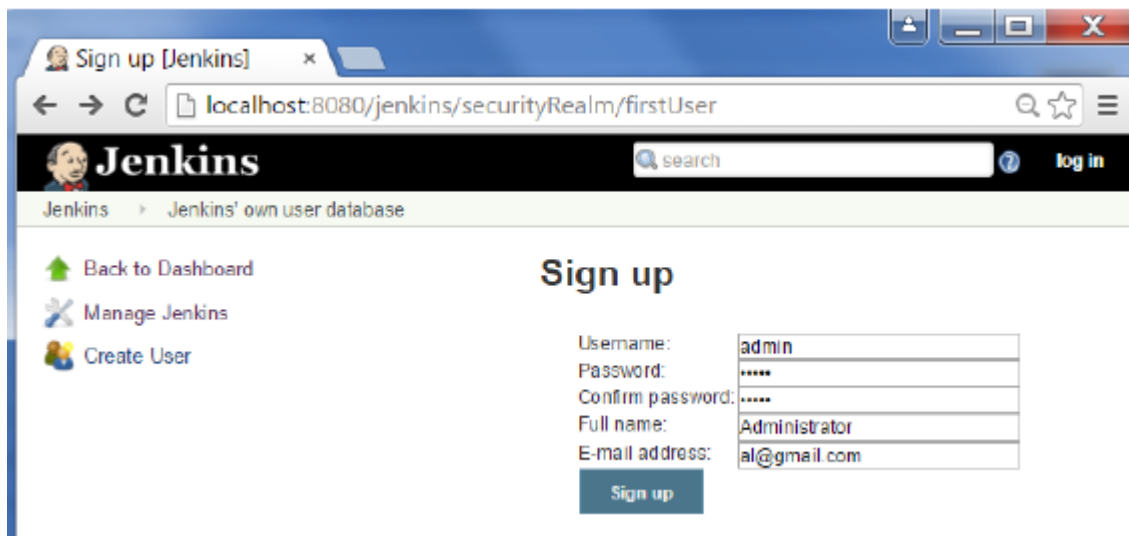 Sign up [Jenkins]
localhost:8080/jenkins/securityRealm/firstUser
Jenkins search log in
Jenkins Jenkins' own user database
Back to Dashboard
Manage Jenkins
Create User
Sign up
Username: admin
Password: •••••
Confirm password: •••••
Full name: Administrator
E-mail address: al@gmail.com
Sign up